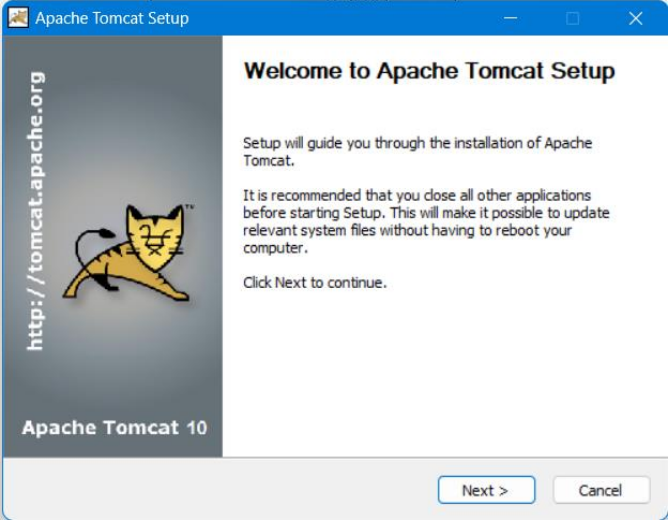 Apache Tomcat Setup
http://tomcat.apache.org
Apache Tomcat 10
Welcome to Apache Tomcat Setup
Setup will guide you through the installation of Apache
Tomcat.
It is recommended that you close all other applications
before starting Setup. This will make it possible to update
relevant system files without having to reboot your
computer.
Click Next to continue.
Next >
Cancel